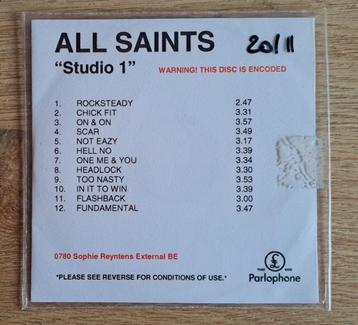 ALL SAINTS 20/11
"Studio 1" WARNING! THIS DISC IS ENCODED
1. ROCKSTEADY 2.47
2. CHICK FIT 3.31
3. ON & ON 3.57
4. SCAR 3.49
5. NOT EAZY 3.17
6. HELL NO 3.39
7. ONE ME & YOU 3.34
8. HEADLOCK 3.30
9. TOO NASTY 3.53
10. IN IT TO WIN 3.39
11. FLASHBACK 3.00
12. FUNDAMENTAL 3.47
0780 Sophie Reyntens External BE
*PLEASE SEE REVERSE FOR CONDITIONS OF USE.*
£
Parlophone